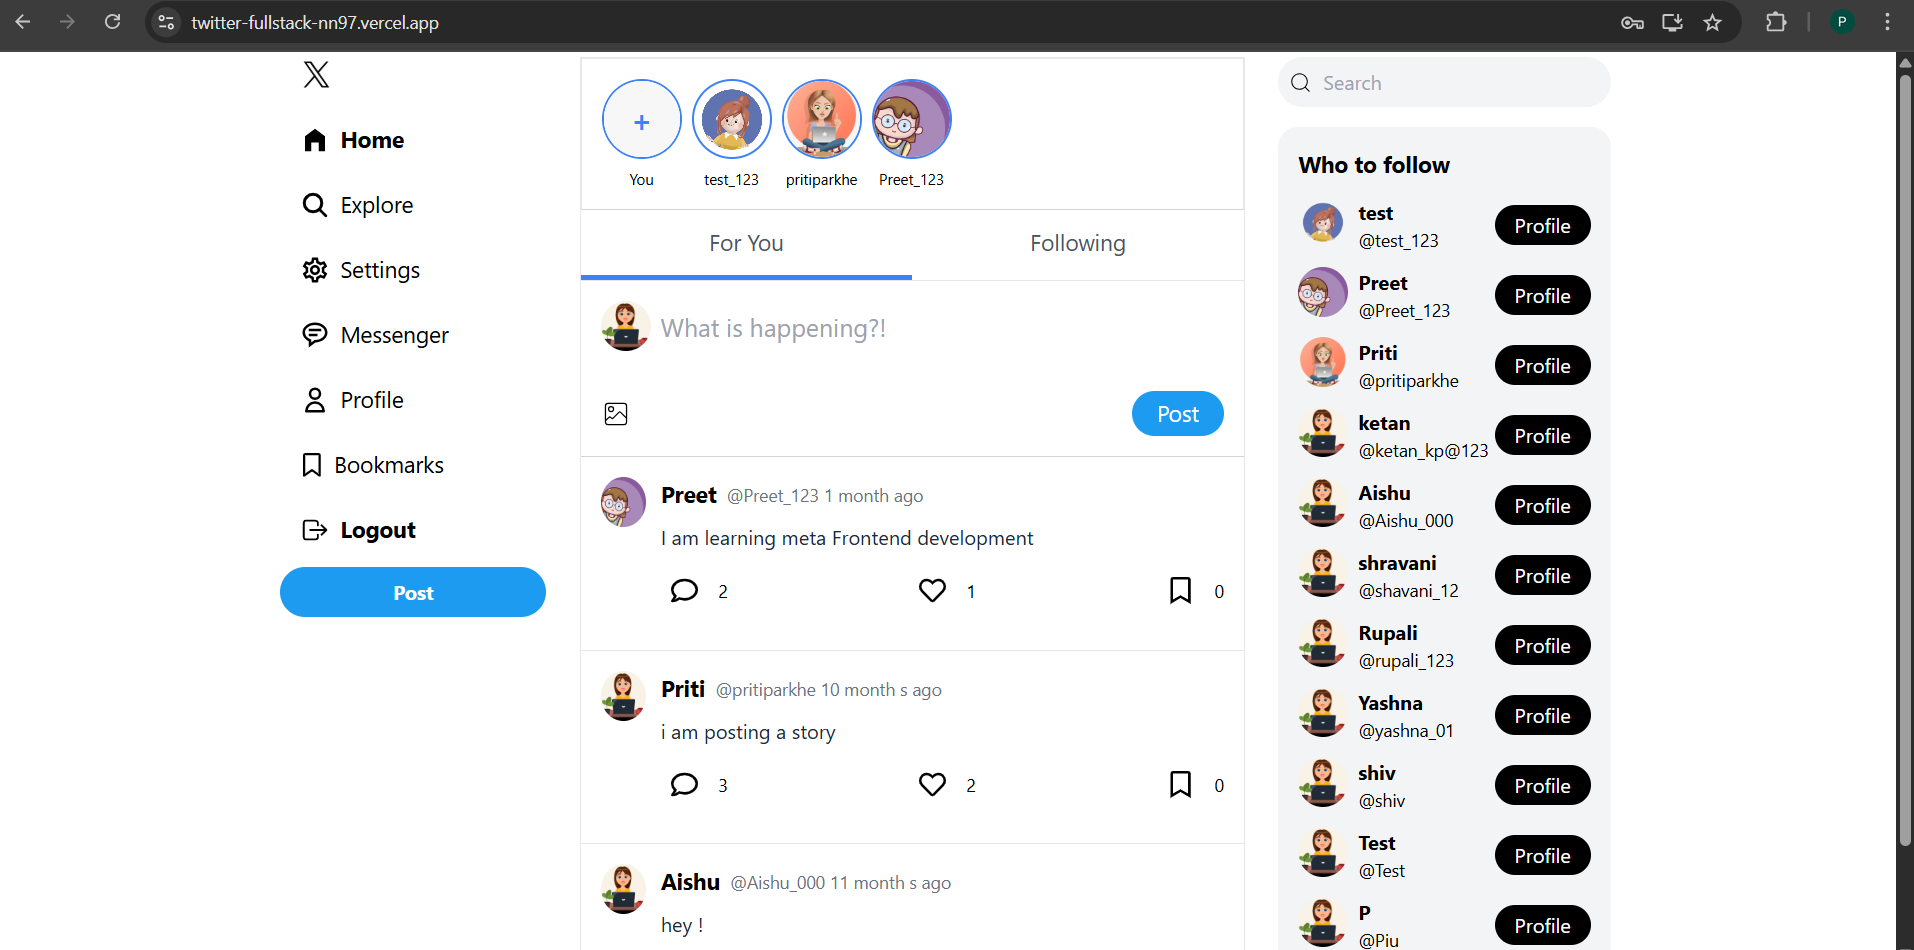 twitter-fullstack-nn97.vercel.app
P
X
Home
Explore
Settings
Messenger
Profile
Bookmarks
Logout
Post
+
You
test_123
pritiparkhe
Preet_123
For You
Following
What is happening?!
Post
Preet @Preet_123 1 month ago
I am learning meta Frontend development
2
1
0
Priti @pritiparkhe 10 month s ago
i am posting a story
3
2
0
Aishu @Aishu_000 11 month s ago
hey !
Search
Who to follow
test
@test_123
Profile
Preet
@Preet_123
Profile
Priti
@pritiparkhe
Profile
ketan
@ketan_kp@123
Profile
Aishu
@Aishu_000
Profile
shravani
@shavani_12
Profile
Rupali
@rupali_123
Profile
Yashna
@yashna_01
Profile
shiv
@shiv
Profile
Test
@Test
Profile
P
@Piu
Profile